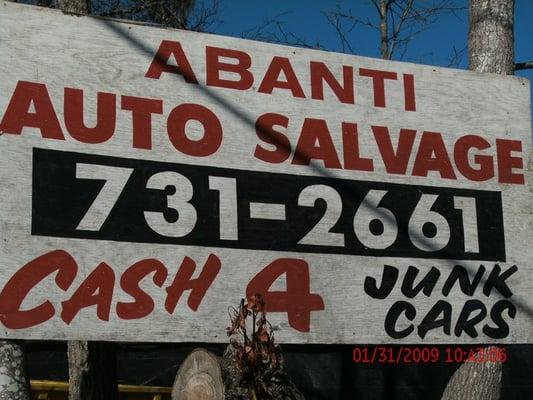 ABANTI
AUTO SALVAGE
731-2661
CASH 4 JUNK
CARS
01/31/2009 10:42:06